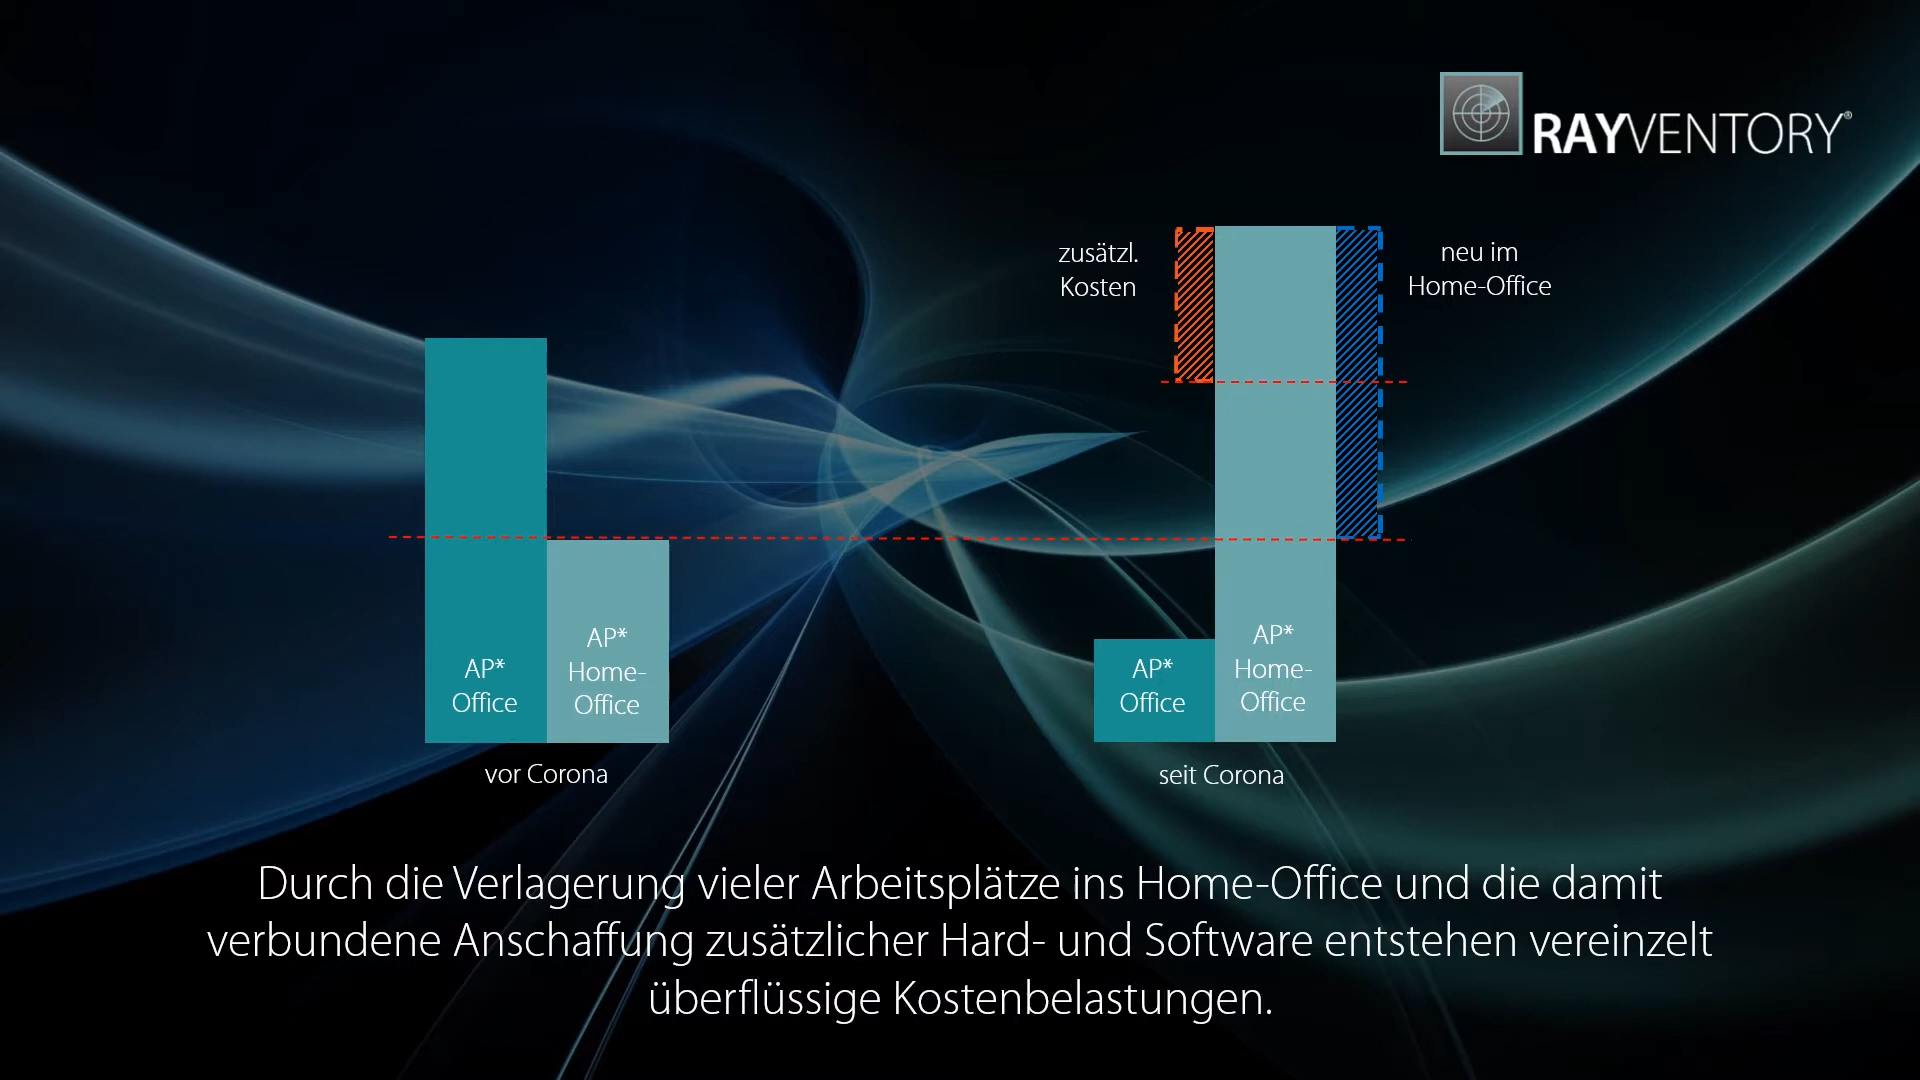 RAYVENTORY®
zusätzl.
Kosten
neu im
Home-Office
AP*
Office
AP*
Home-
Office
vor Corona
AP*
Office
AP*
Home-
Office
seit Corona
Durch die Verlagerung vieler Arbeitsplätze ins Home-Office und die damit
verbundene Anschaffung zusätzlicher Hard- und Software entstehen vereinzelt
überflüssige Kostenbelastungen.